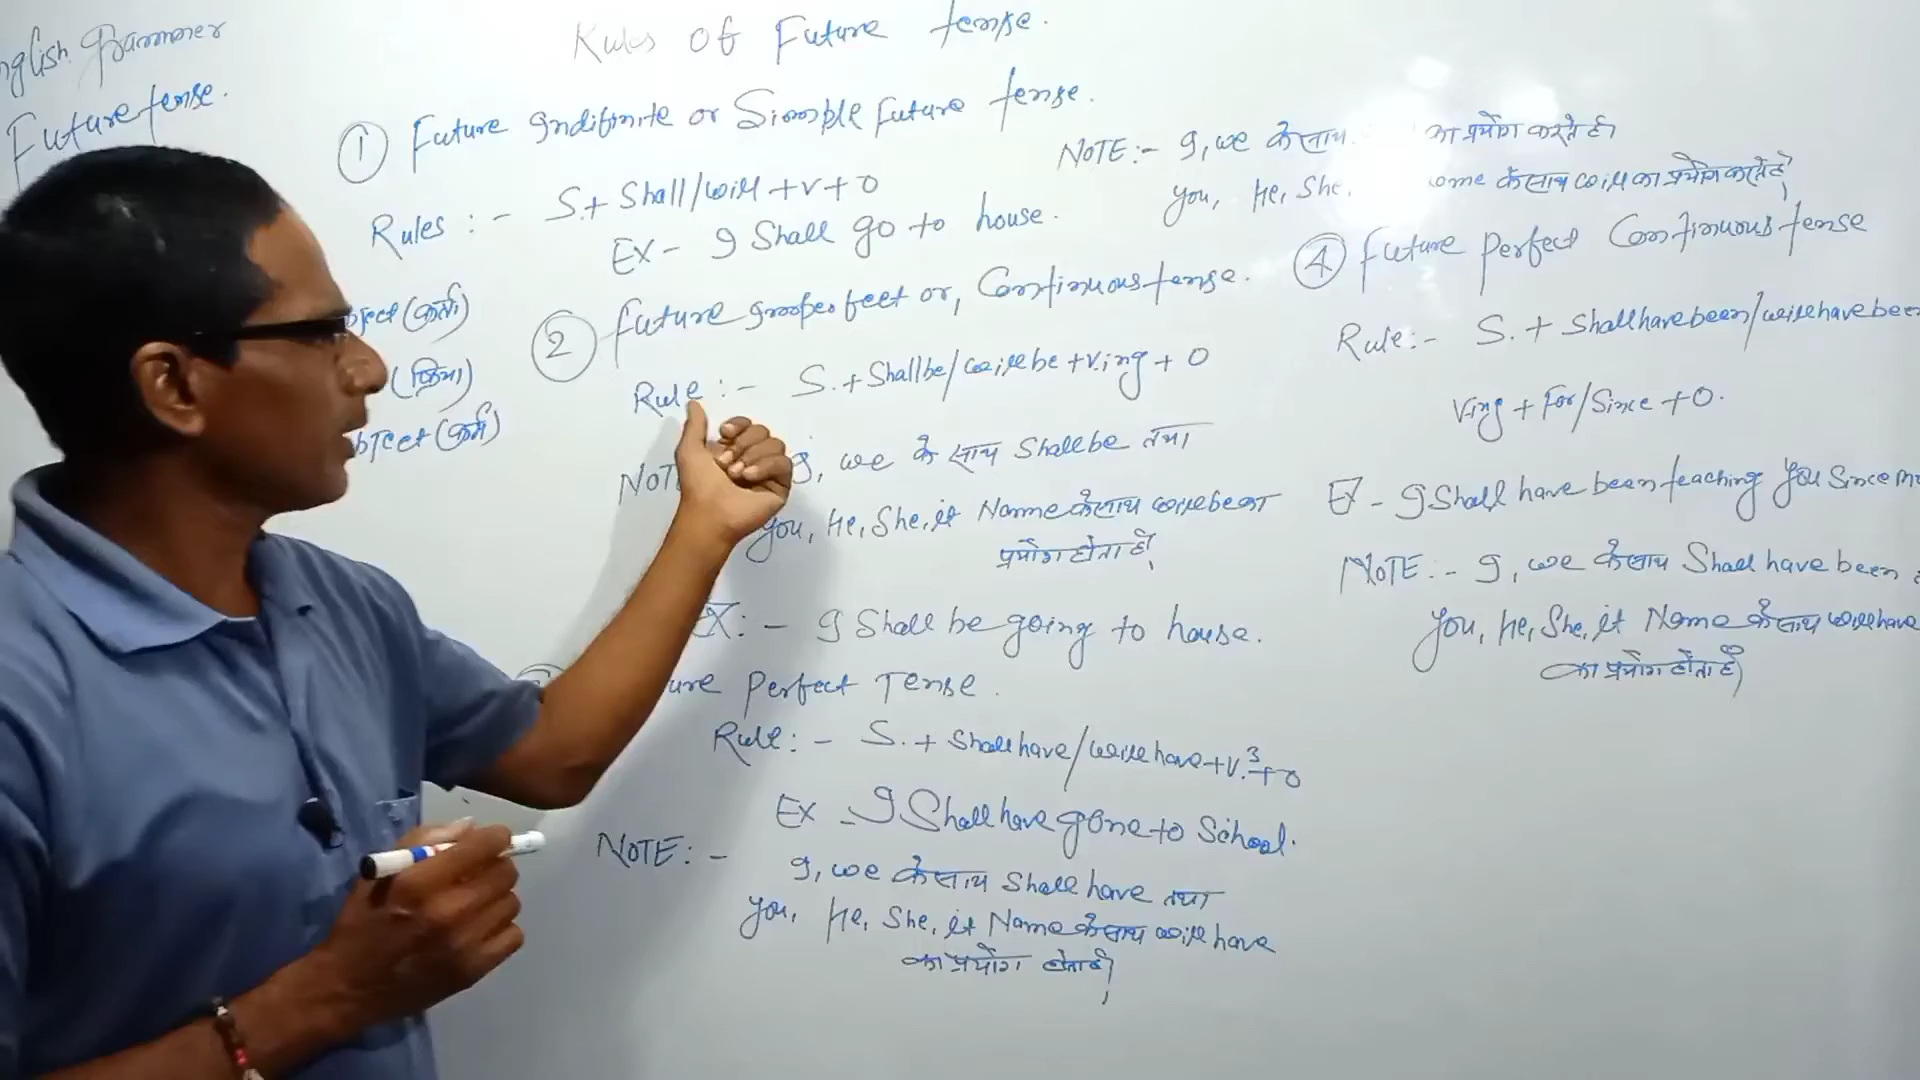 English Grammer
Future tense.
Rules of Future tense.
① Future Indifinite or Simple Future tense.
Rules :- S.+ Shall/will +V+O
Ex- I Shall go to house.
NOTE:- I, we के साथ का प्रयोग करते है।
you, He, She, ame के साथ will का प्रयोग करते है,
bject (कर्ता)
(क्रिया)
bject (कर्म)
② Future Imperfect or, Continuous tense.
Rule :- S.+Shall be/will be +V.ing + O
NOT I, we के साथ Shall be तथा
you, He, She, it Name के साथ will be का
प्रयोग होता है।
Ex:- I Shall be going to house.
ure Perfect Tense.
Rule:- S.+ Shall have/will have+V.³+O
Ex - I Shall have gone to School.
NOTE:- I, we के साथ Shall have तथा
you, He, She, it Name के साथ will have
का प्रयोग होता है,
④ Future Perfect Continuous tense
Rule:- S.+ Shall have been/will have been
V.ing + For/Since +O.
Ex - I Shall have been teaching you Since
NOTE:- I, we के साथ Shall have been
you, He, She, it Name के साथ will have
का प्रयोग होता है,